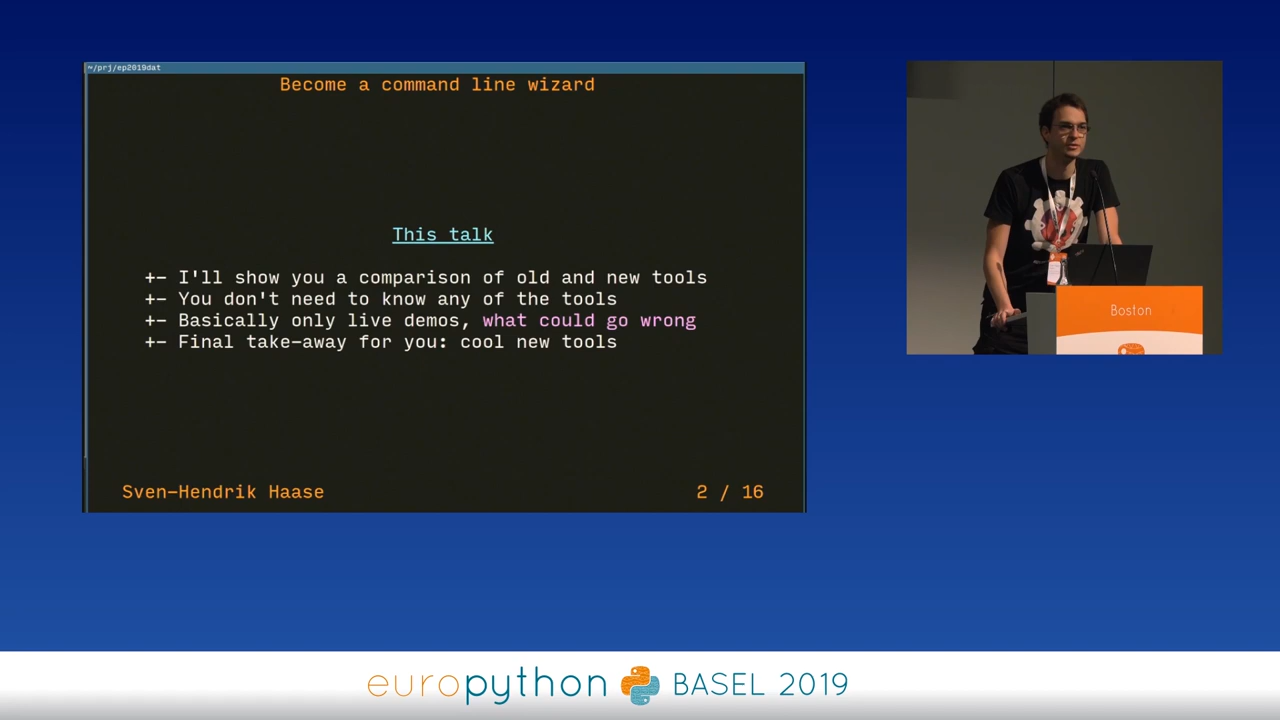 ~/prj/ep2019dat
Become a command line wizard
This talk
+- I'll show you a comparison of old and new tools
+- You don't need to know any of the tools
+- Basically only live demos, what could go wrong
+- Final take-away for you: cool new tools
Sven-Hendrik Haase
2 / 16
Boston
europython BASEL 2019